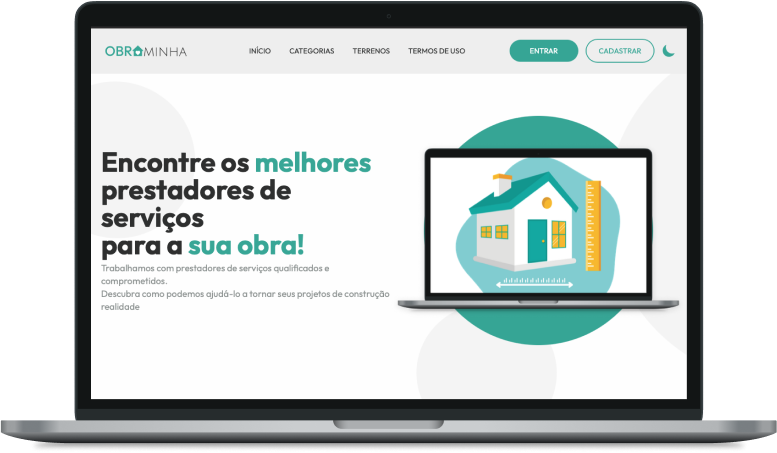 OBRAMINHA
INÍCIO
CATEGORIAS
TERRENOS
TERMOS DE USO
ENTRAR
CADASTRAR
Encontre os melhores
prestadores de
serviços
para a sua obra!
Trabalhamos com prestadores de serviços qualificados e
comprometidos.
Descubra como podemos ajudá-lo a tornar seus projetos de construção
realidade